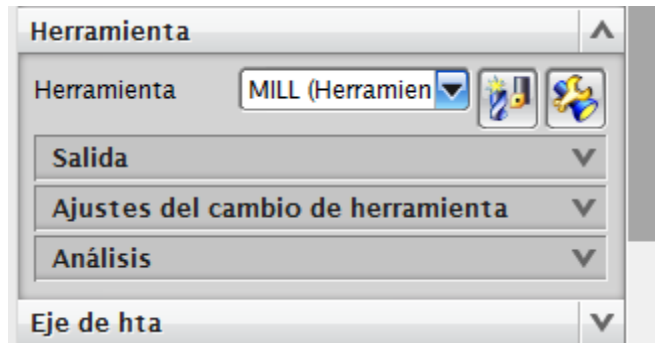 Herramienta
Herramienta MILL (Herramien
Salida
Ajustes del cambio de herramienta
Análisis
Eje de hta